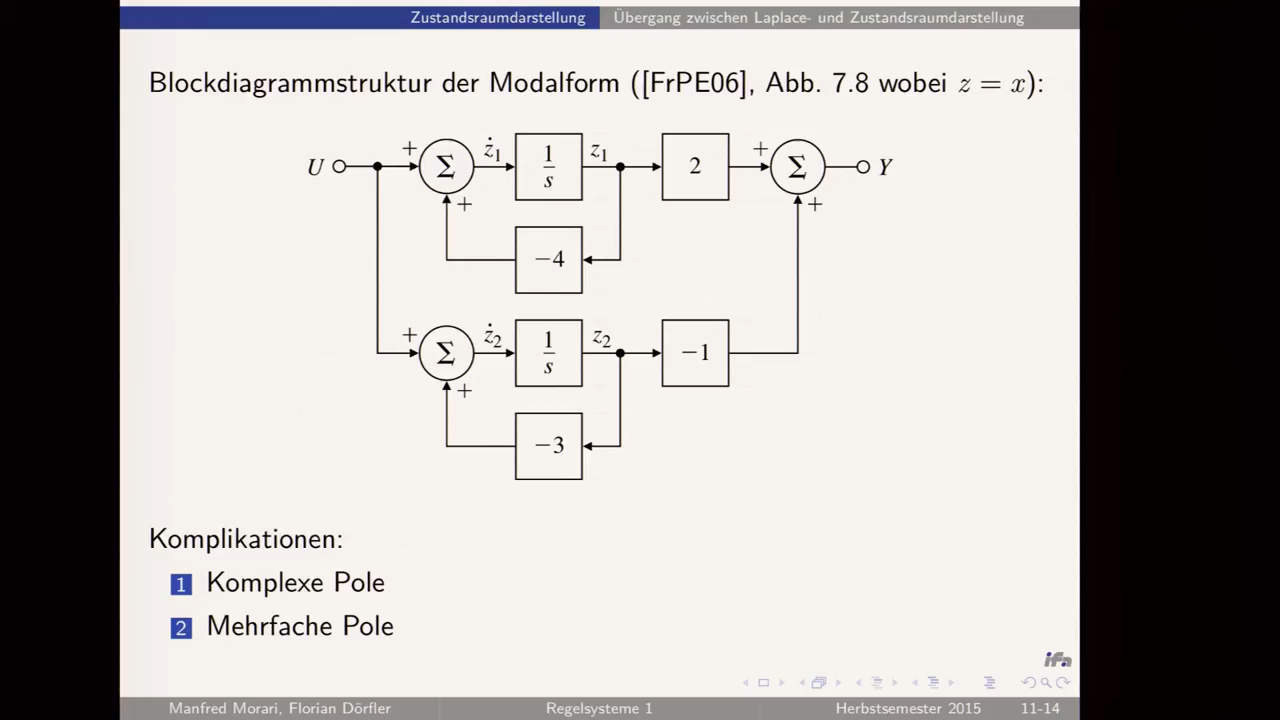 Zustandsraumdarstellung Übergang zwischen Laplace- und Zustandsraumdarstellung
Blockdiagrammstruktur der Modalform ([FrPE06], Abb. 7.8 wobei z = x):
U + Σ ż₁ 1/s z₁ 2 + Σ Y
+ +
−4
+ Σ ż₂ 1/s z₂ −1
+
−3
Komplikationen:
1 Komplexe Pole
2 Mehrfache Pole
ifa
Manfred Morari, Florian Dörfler Regelsysteme 1 Herbstsemester 2015 11-14